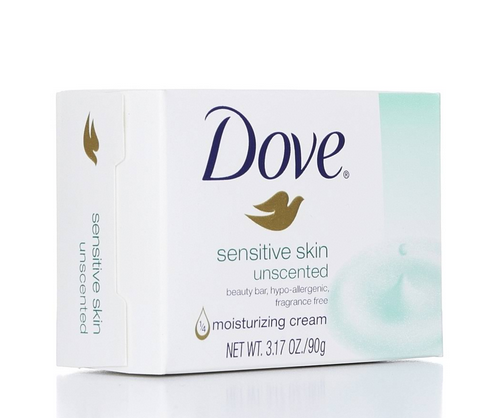 Dove®
sensitive skin
unscented
beauty bar, hypo-allergenic,
fragrance free
1/4 moisturizing cream
NET WT. 3.17 OZ./90g
sensitive skin
unscented